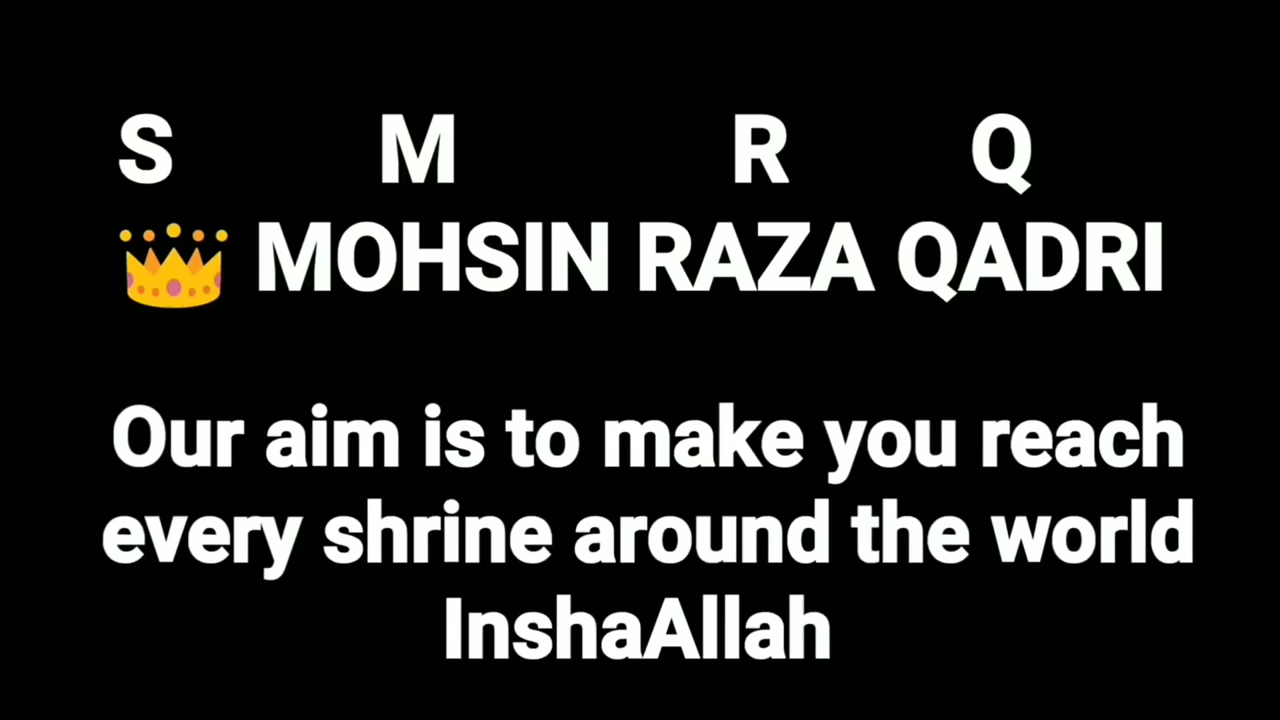 S M R Q
👑 MOHSIN RAZA QADRI
Our aim is to make you reach
every shrine around the world
InshaAllah